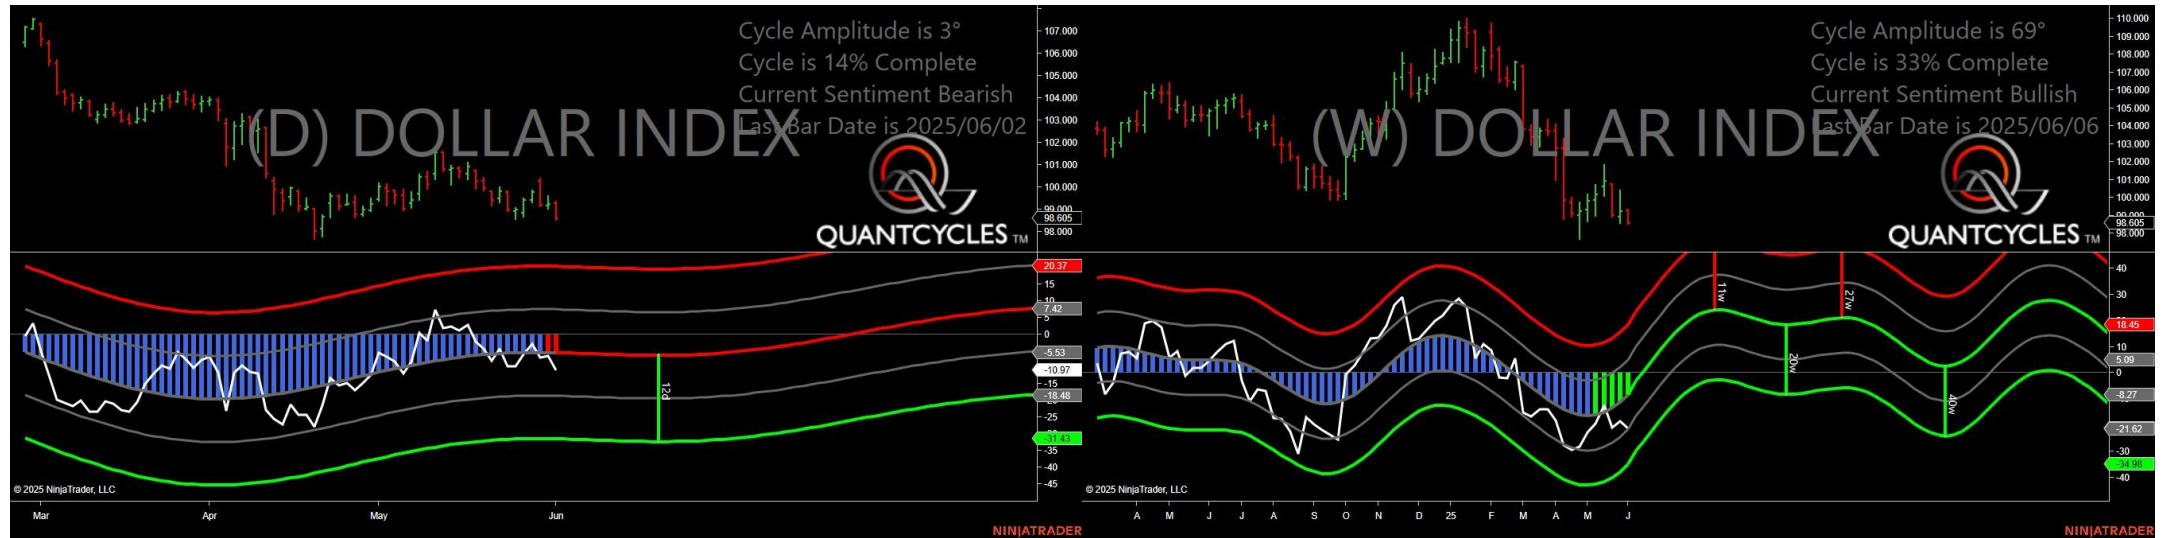 Cycle Amplitude is 3°
Cycle is 14% Complete
Current Sentiment Bearish
Last Bar Date is 2025/06/02
(D) DOLLAR INDEX
QUANTCYCLES TM
107.000
106.000
105.000
104.000
103.000
102.000
101.000
100.000
99.000
98.605
98.000
20.37
15
10
7.42
5
0
-5.53
-10.97
-15
-18.48
-25
-31.43
-35
-40
-45
12d
© 2025 NinjaTrader, LLC
Mar Apr May Jun
NINJATRADER
Cycle Amplitude is 69°
Cycle is 33% Complete
Current Sentiment Bullish
Last Bar Date is 2025/06/06
(W) DOLLAR INDEX
QUANTCYCLES TM
110.000
109.000
108.000
107.000
106.000
105.000
104.000
103.000
102.000
101.000
100.000
99.000
98.605
98.000
40
30
18.45
5.09
0
-8.27
-21.62
-30
-34.98
-40
11w
27w
20w
40w
© 2025 NinjaTrader, LLC
A M J J A S O N D 25 F M A M J
NINJATRADER